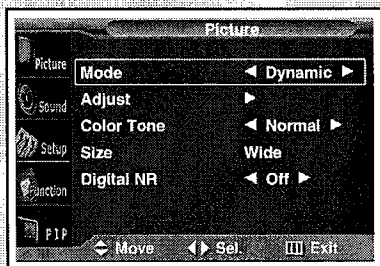 Picture
Picture
Mode ◀ Dynamic ▶
Adjust ▶
Sound
Color Tone ◀ Normal ▶
Setup
Size Wide
Digital NR ◀ Off ▶
Function
PIP
Move Sel. Exit